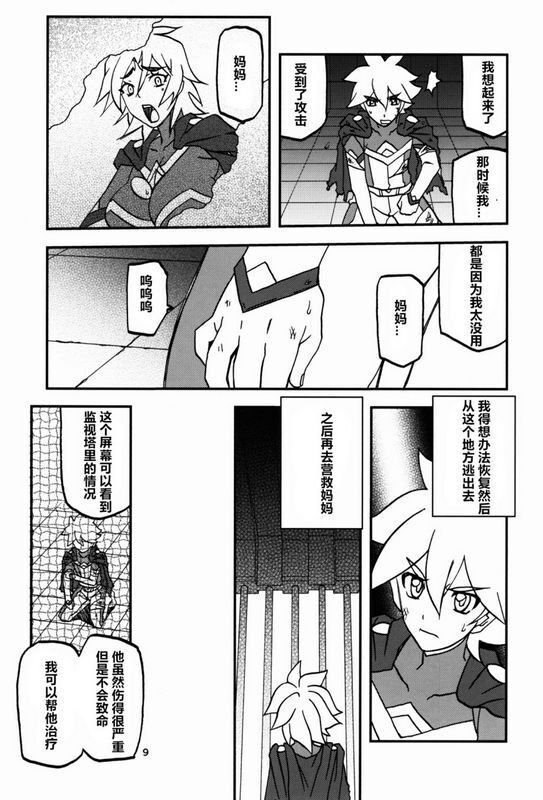 我想起来了
受到了攻击
那时候我…
妈妈…
都是因为我太没用
妈妈…
呜呜呜
我得想办法恢复然后
从这个地方逃出去
之后再去营救妈妈
这个屏幕可以看到
监视塔里的情况
他虽然伤得很严重
但是不会致命
我可以帮他治疗
9